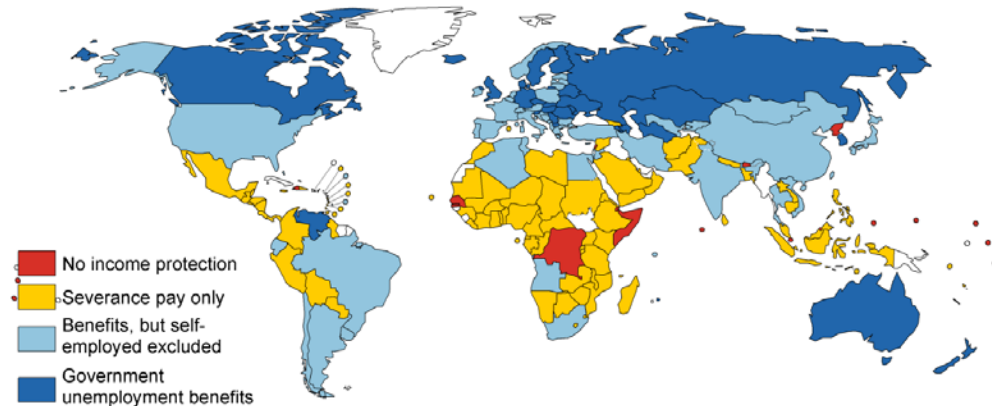 No income protection
Severance pay only
Benefits, but self-
employed excluded
Government
unemployment benefits